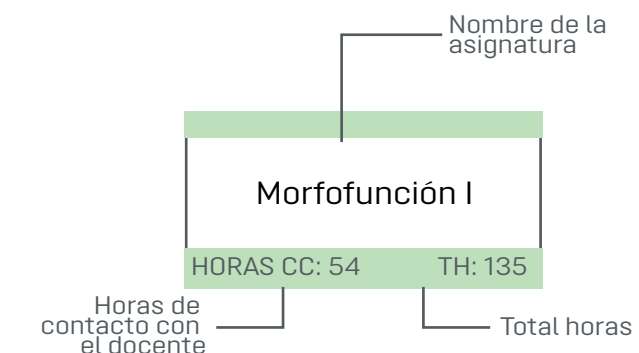 Nombre de la
asignatura
Morfofunción I
HORAS CC: 54 TH: 135
Horas de
contacto con
el docente
Total horas